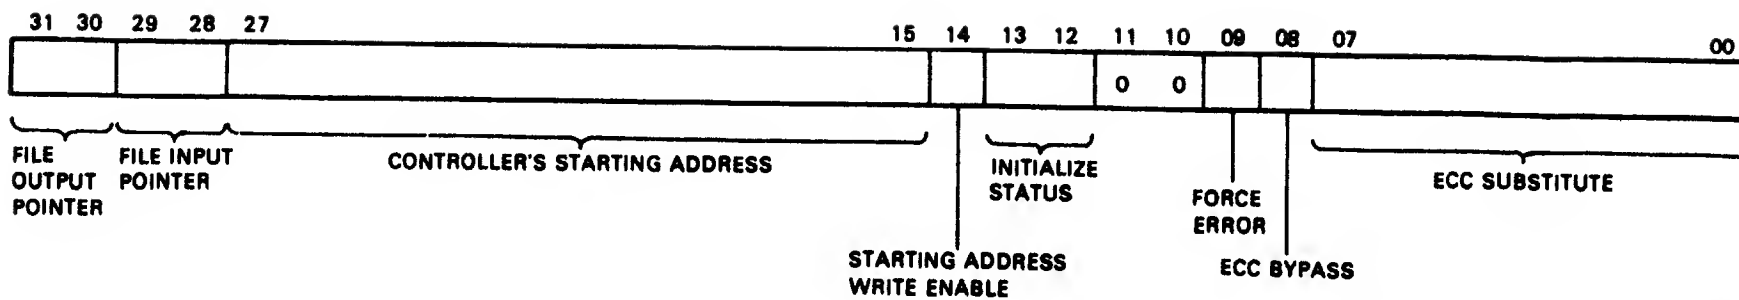 31 30 29 28 27 15 14 13 12 11 10 09 08 07 00
0 0
FILE
OUTPUT
POINTER
FILE INPUT
POINTER
CONTROLLER'S STARTING ADDRESS
STARTING ADDRESS
WRITE ENABLE
INITIALIZE
STATUS
FORCE
ERROR
ECC BYPASS
ECC SUBSTITUTE